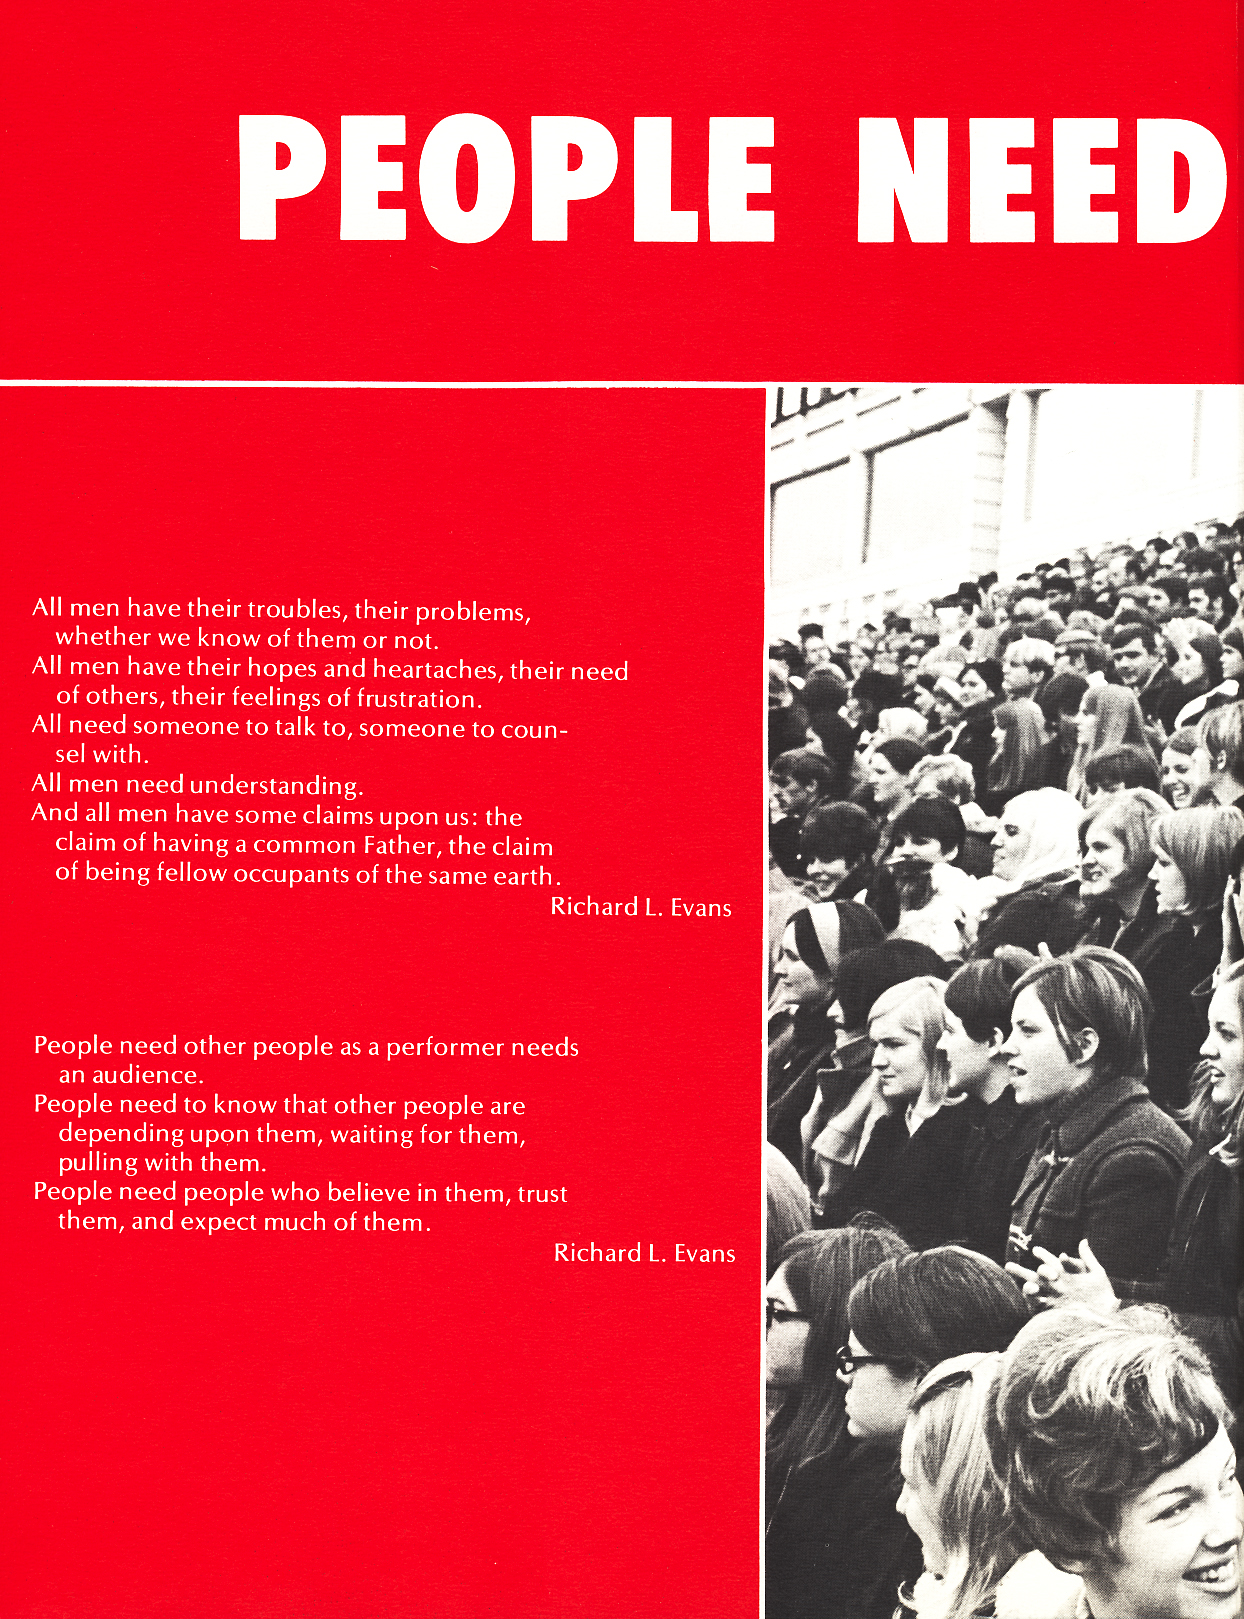 PEOPLE NEED
All men have their troubles, their problems,
whether we know of them or not.
All men have their hopes and heartaches, their need
of others, their feelings of frustration.
All need someone to talk to, someone to coun-
sel with.
All men need understanding.
And all men have some claims upon us: the
claim of having a common Father, the claim
of being fellow occupants of the same earth.
Richard L. Evans
People need other people as a performer needs
an audience.
People need to know that other people are
depending upon them, waiting for them,
pulling with them.
People need people who believe in them, trust
them, and expect much of them.
Richard L. Evans